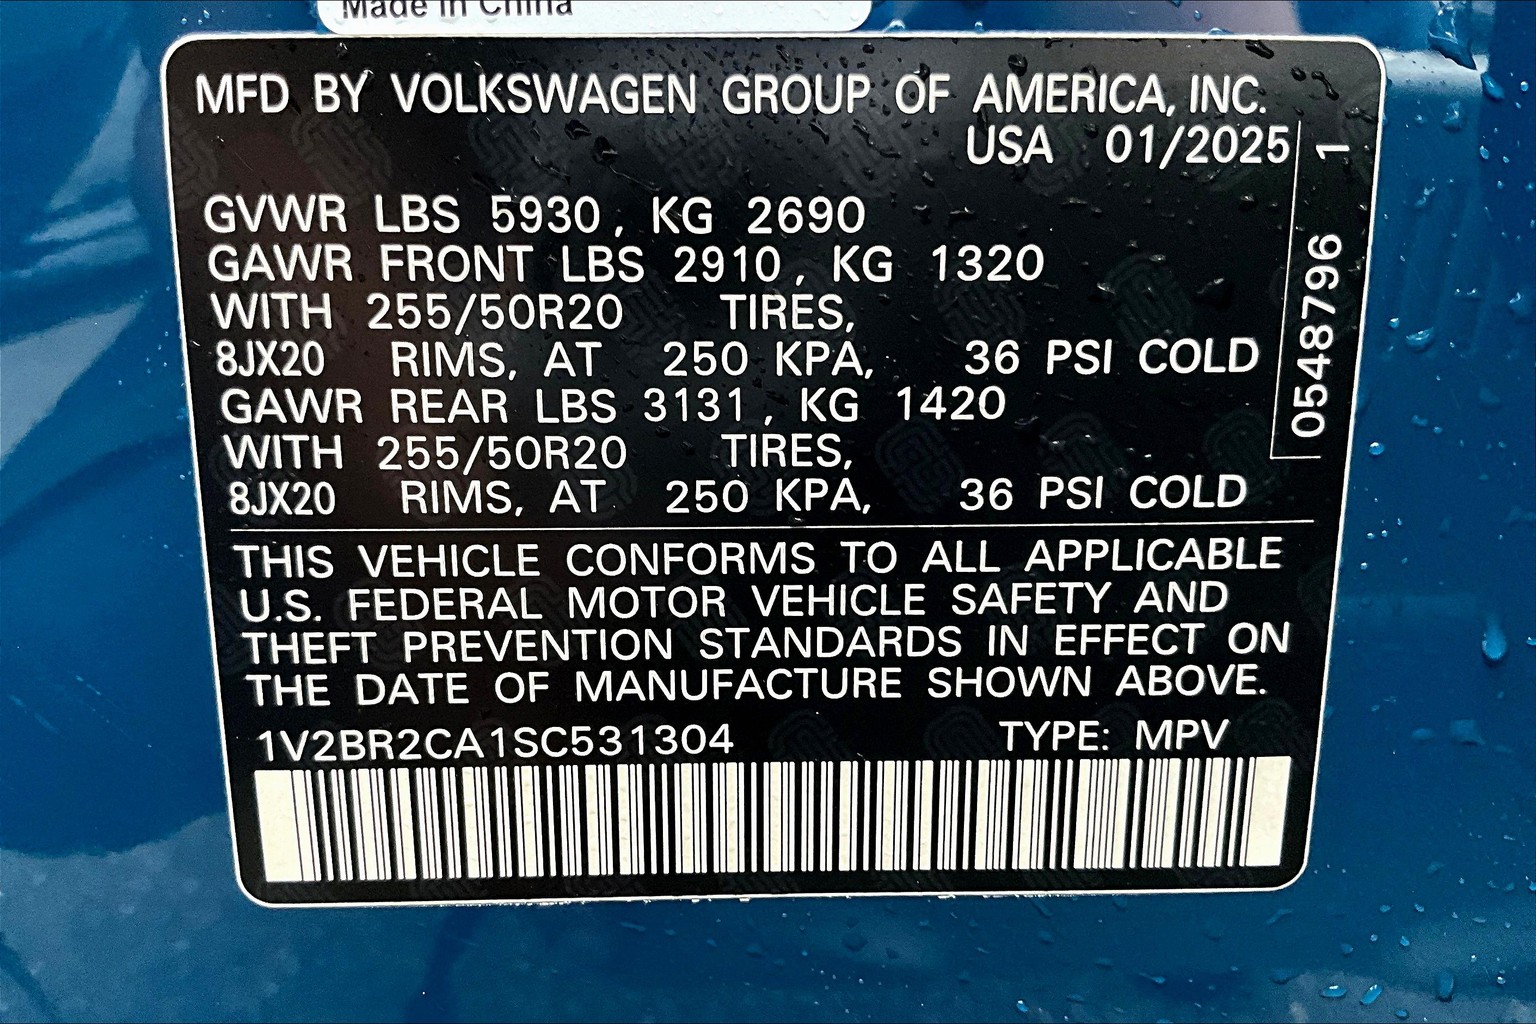 Made in China
MFD BY VOLKSWAGEN GROUP OF AMERICA, INC.
USA 01/2025
GVWR LBS 5930, KG 2690
GAWR FRONT LBS 2910, KG 1320
WITH 255/50R20 TIRES,
8JX20 RIMS, AT 250 KPA, 36 PSI COLD
GAWR REAR LBS 3131, KG 1420
WITH 255/50R20 TIRES,
8JX20 RIMS, AT 250 KPA, 36 PSI COLD
THIS VEHICLE CONFORMS TO ALL APPLICABLE
U.S. FEDERAL MOTOR VEHICLE SAFETY AND
THEFT PREVENTION STANDARDS IN EFFECT ON
THE DATE OF MANUFACTURE SHOWN ABOVE.
1V2BR2CA1SC531304 TYPE: MPV
0548796 1